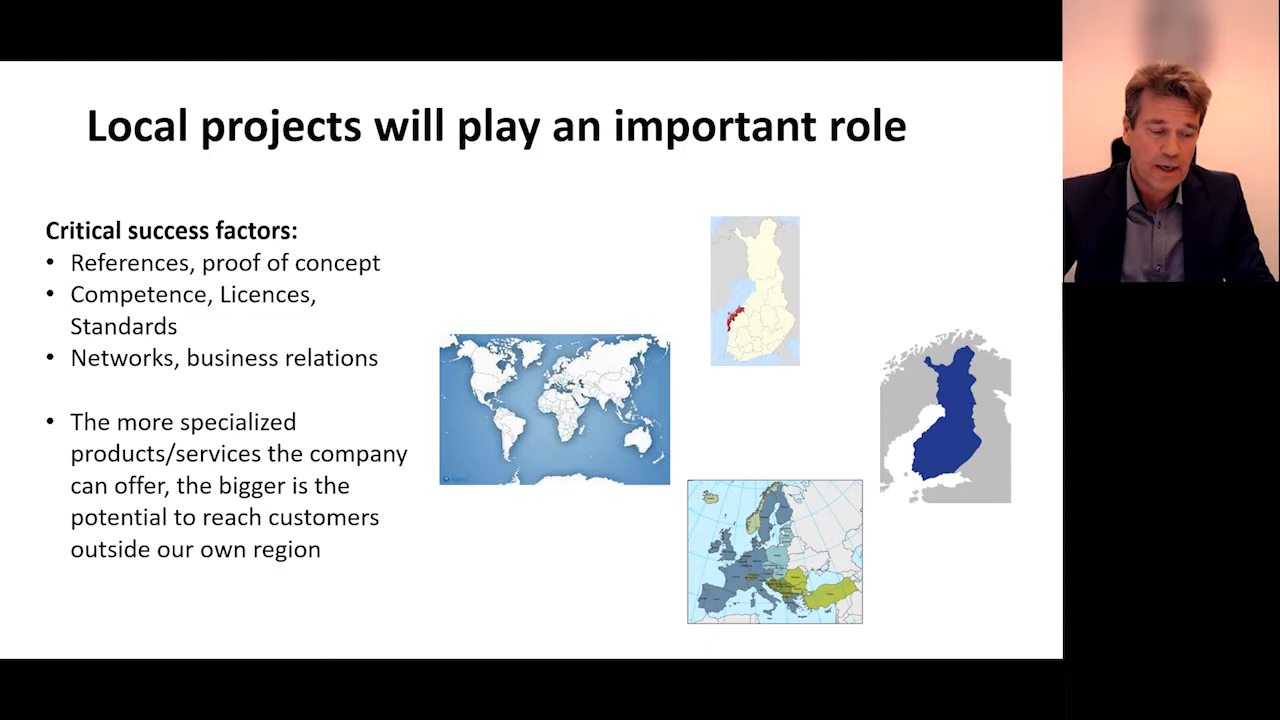 Local projects will play an important role
Critical success factors:
• References, proof of concept
• Competence, Licences,
Standards
• Networks, business relations
• The more specialized
products/services the company
can offer, the bigger is the
potential to reach customers
outside our own region